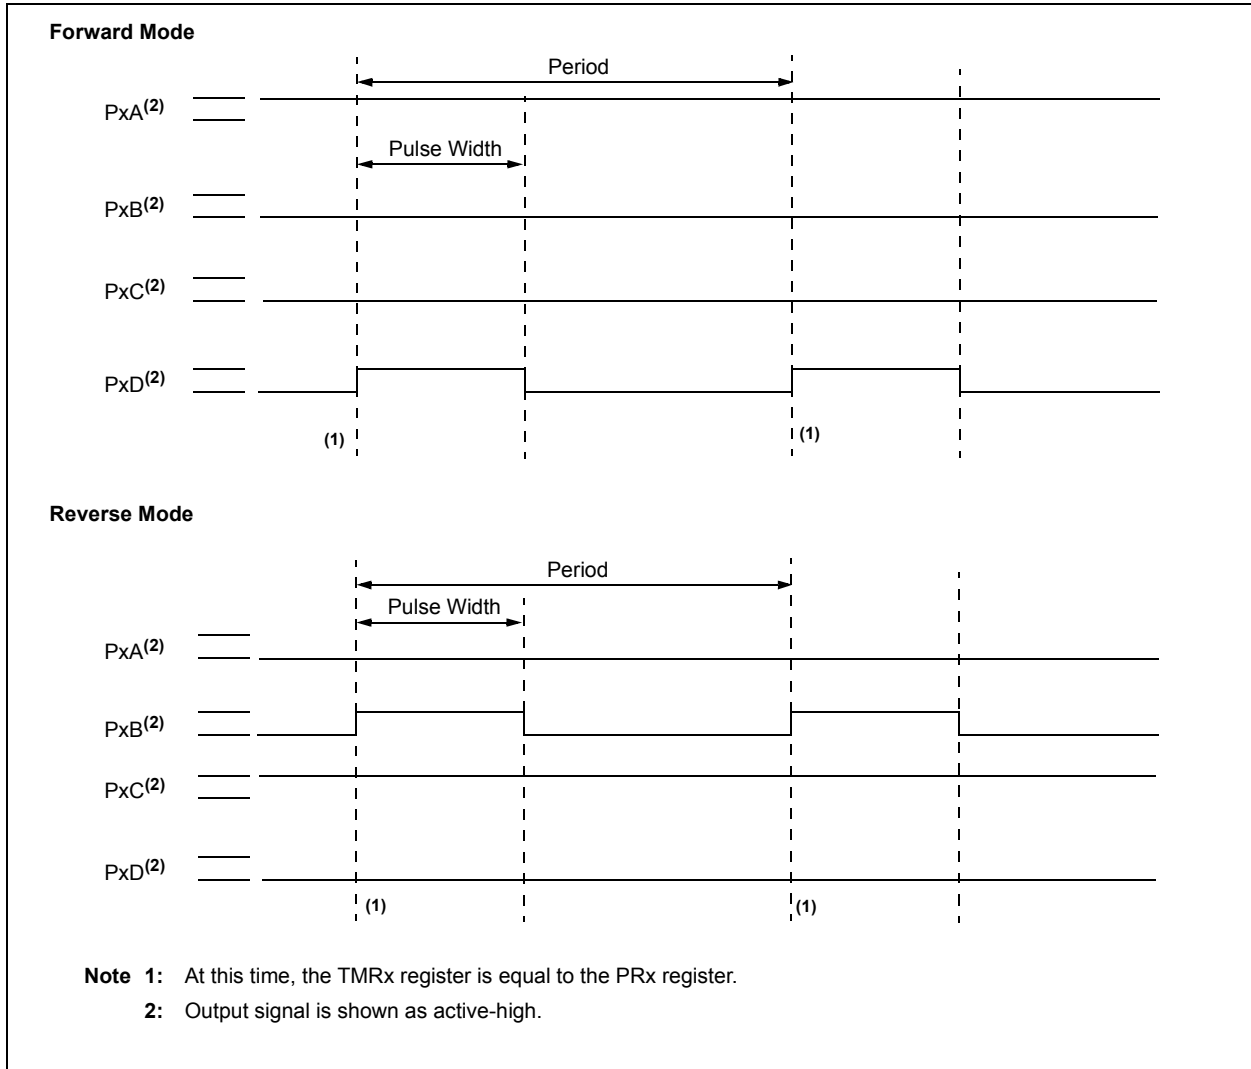 Forward Mode
Period
PxA(2)
Pulse Width
PxB(2)
PxC(2)
PxD(2)
(1)
(1)
Reverse Mode
Period
Pulse Width
PxA(2)
PxB(2)
PxC(2)
PxD(2)
(1)
(1)
Note 1: At this time, the TMRx register is equal to the PRx register.
2: Output signal is shown as active-high.